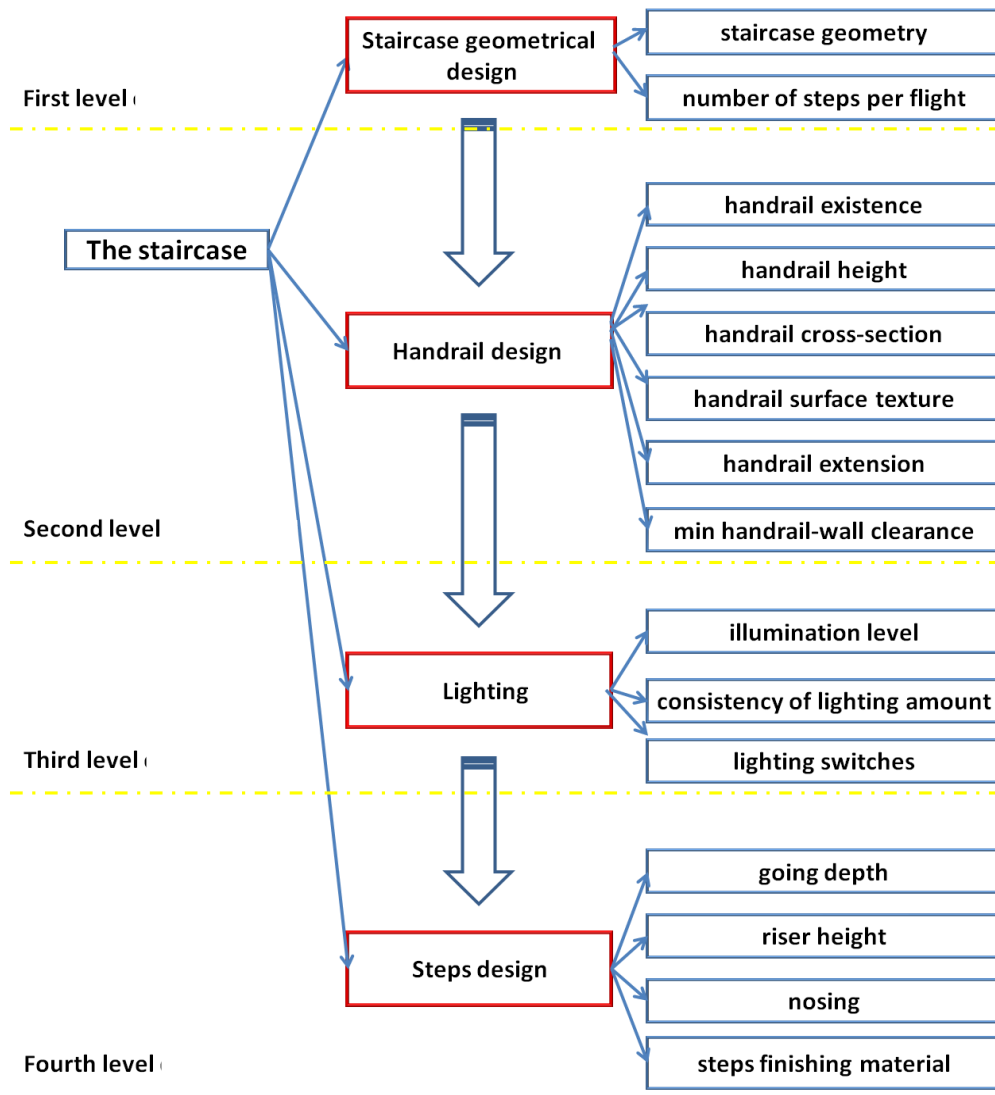 Staircase geometrical
design
staircase geometry
number of steps per flight
First level
The staircase
Handrail design
handrail existence
handrail height
handrail cross-section
handrail surface texture
handrail extension
min handrail-wall clearance
Second level
Lighting
illumination level
consistency of lighting amount
lighting switches
Third level
Steps design
going depth
riser height
nosing
steps finishing material
Fourth level